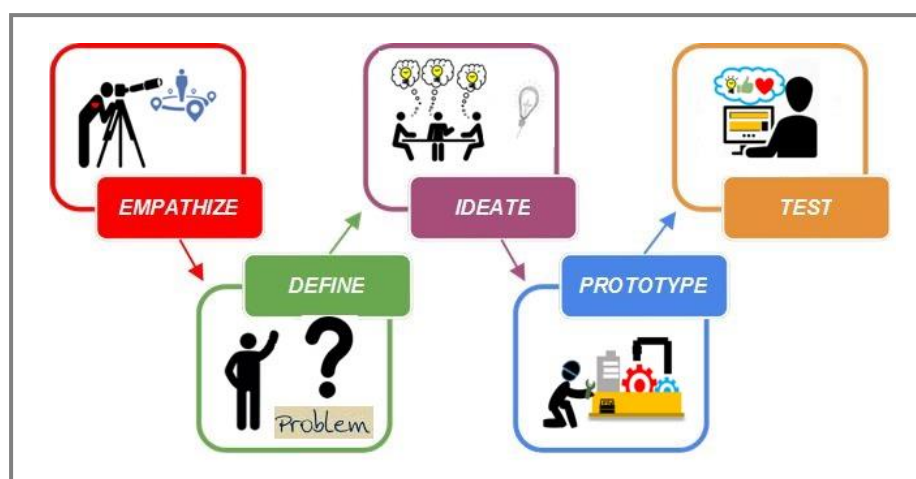 EMPATHIZE
DEFINE
Problem
IDEATE
PROTOTYPE
TEST